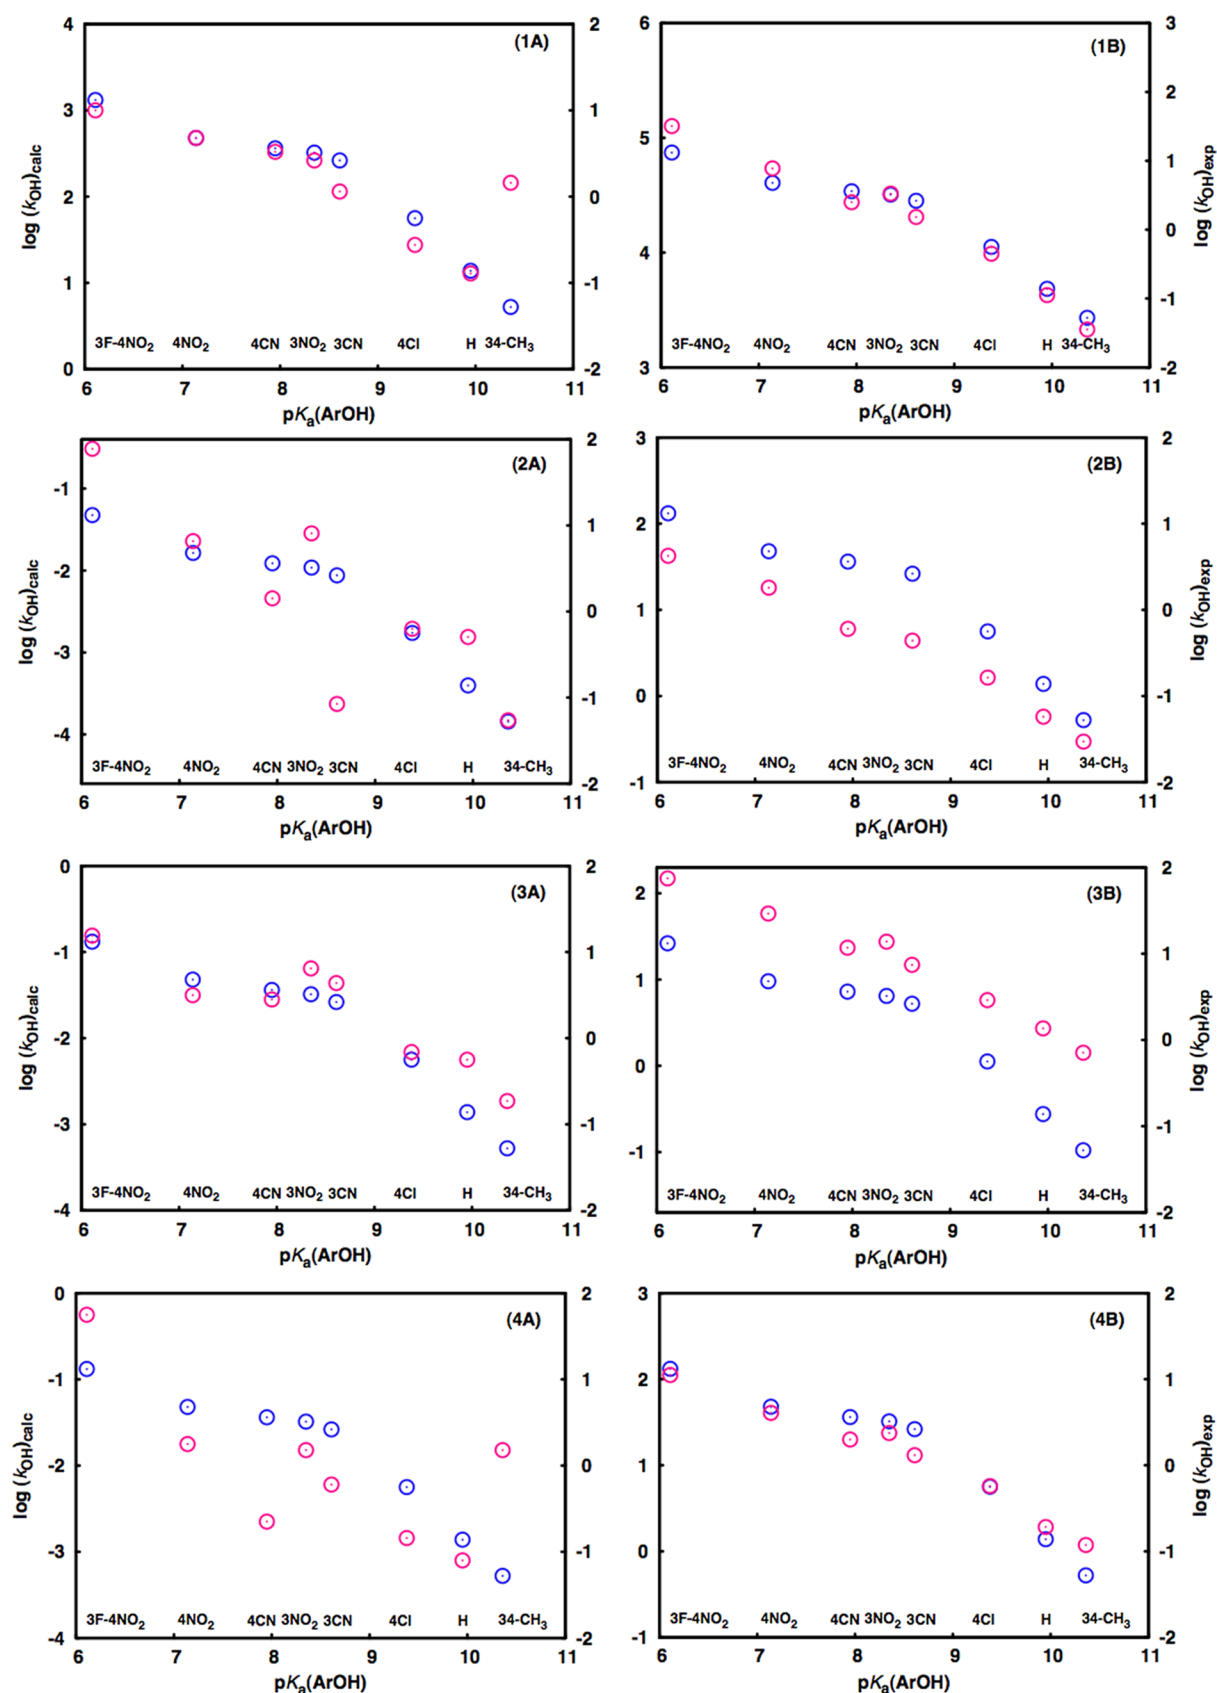 (1A)
4
3
2
1
0
2
1
0
-1
-2
log (kOH)calc
3F-4NO2 4NO2 4CN 3NO2 3CN 4Cl H 34-CH3
6 7 8 9 10 11
pKa(ArOH)
(1B)
6
5
4
3
3
2
1
0
-1
-2
log (kOH)exp
3F-4NO2 4NO2 4CN 3NO2 3CN 4Cl H 34-CH3
6 7 8 9 10 11
pKa(ArOH)
(2A)
-1
-2
-3
-4
2
1
0
-1
-2
log (kOH)calc
3F-4NO2 4NO2 4CN 3NO2 3CN 4Cl H 34-CH3
6 7 8 9 10 11
pKa(ArOH)
(2B)
3
2
1
0
-1
2
1
0
-1
-2
log (kOH)exp
3F-4NO2 4NO2 4CN 3NO2 3CN 4Cl H 34-CH3
6 7 8 9 10 11
pKa(ArOH)
(3A)
0
-1
-2
-3
-4
2
1
0
-1
-2
log (kOH)calc
3F-4NO2 4NO2 4CN 3NO2 3CN 4Cl H 34-CH3
6 7 8 9 10 11
pKa(ArOH)
(3B)
2
1
0
-1
2
1
0
-1
-2
log (kOH)exp
3F-4NO2 4NO2 4CN 3NO2 3CN 4Cl H 34-CH3
6 7 8 9 10 11
pKa(ArOH)
(4A)
0
-1
-2
-3
-4
2
1
0
-1
-2
log (kOH)calc
3F-4NO2 4NO2 4CN 3NO2 3CN 4Cl H 34-CH3
6 7 8 9 10 11
pKa(ArOH)
(4B)
3
2
1
0
-1
2
1
0
-1
-2
log (kOH)exp
3F-4NO2 4NO2 4CN 3NO2 3CN 4Cl H 34-CH3
6 7 8 9 10 11
pKa(ArOH)